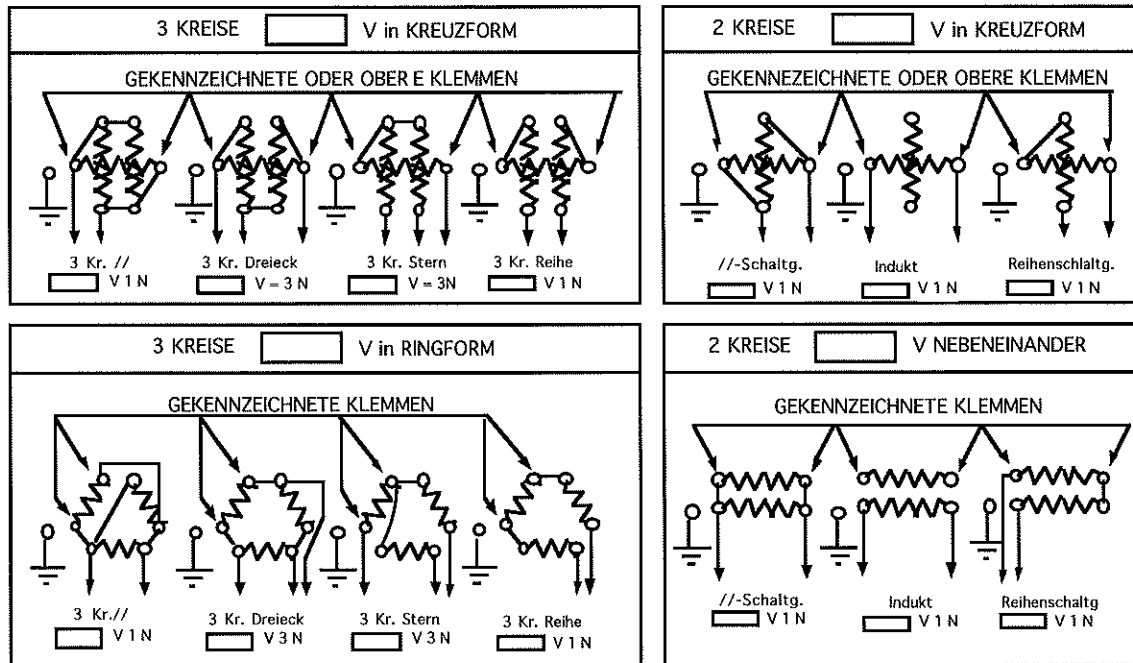 3 KREISE V in KREUZFORM
GEKENNZEICHNETE ODER OBER E KLEMMEN
3 Kr. //
V 1 N
3 Kr. Dreieck
V = 3 N
3 Kr. Stern
V = 3N
3 Kr. Reihe
V 1 N
2 KREISE V in KREUZFORM
GEKENNEZEICHNETE ODER OBERE KLEMMEN
//-Schaltg.
V 1 N
Indukt
V 1 N
Reihenschlaltg.
V 1 N
3 KREISE V in RINGFORM
GEKENNZEICHNETE KLEMMEN
3 Kr.//
V 1 N
3 Kr. Dreieck
V 3 N
3 Kr. Stern
V 3 N
3 Kr. Reihe
V 1 N
2 KREISE V NEBENEINANDER
GEKENNZEICHNETE KLEMMEN
//-Schaltg.
V 1 N
Indukt
V 1 N
Reihenschaltg
V 1 N